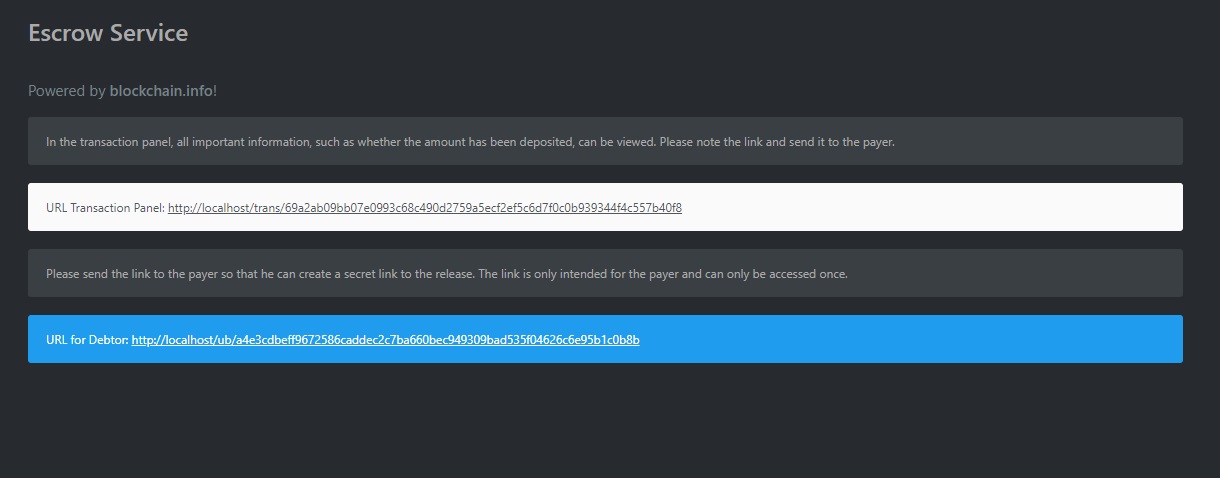 Escrow Service
Powered by blockchain.info!
In the transaction panel, all important information, such as whether the amount has been deposited, can be viewed. Please note the link and send it to the payer.
URL Transaction Panel: http://localhost/trans/69a2ab09bb07e0993c68c490d2759a5ecf2ef5c6d7f0c0b939344f4c557b40f8
Please send the link to the payer so that he can create a secret link to the release. The link is only intended for the payer and can only be accessed once.
URL for Debtor: http://localhost/ub/a4e3cdbeff9672586caddec2c7ba660bec949309bad535f04626c6e95b1c0b8b